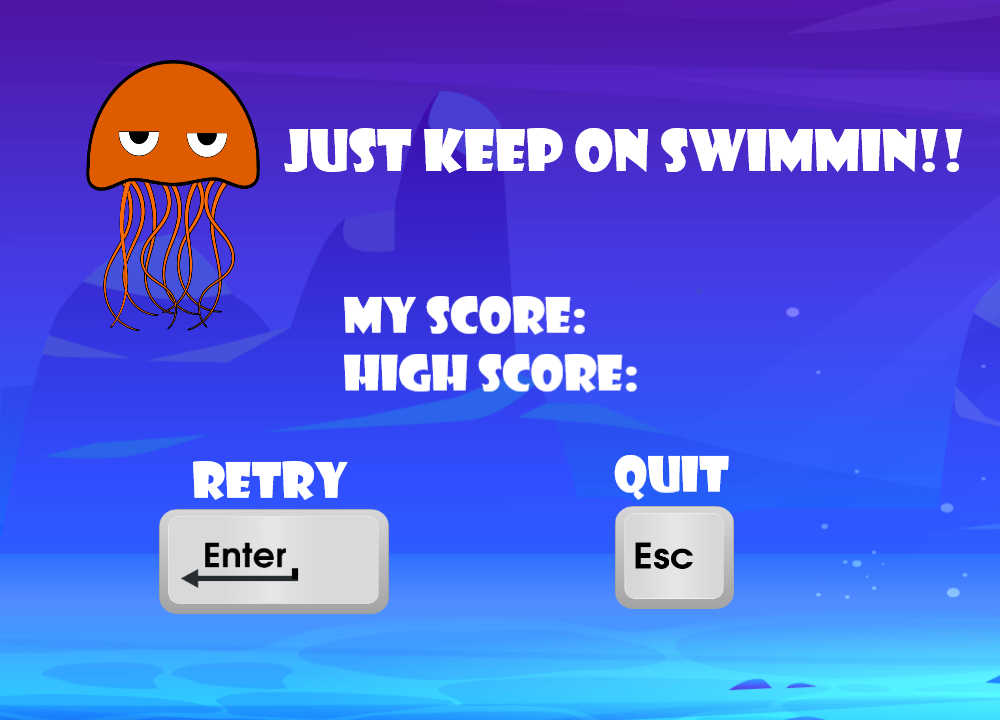 JUST KEEP ON SWIMMIN!!
MY SCORE:
HIGH SCORE:
RETRY
QUIT
Enter
Esc